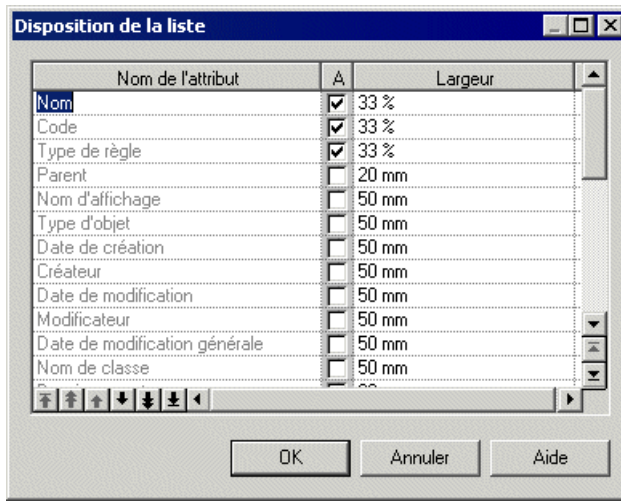 Disposition de la liste
Nom de l'attribut A Largeur
Nom 33 %
Code 33 %
Type de règle 33 %
Parent 20 mm
Nom d'affichage 50 mm
Type d'objet 50 mm
Date de création 50 mm
Créateur 50 mm
Date de modification 50 mm
Modificateur 50 mm
Date de modification générale 50 mm
Nom de classe 50 mm
OK Annuler Aide